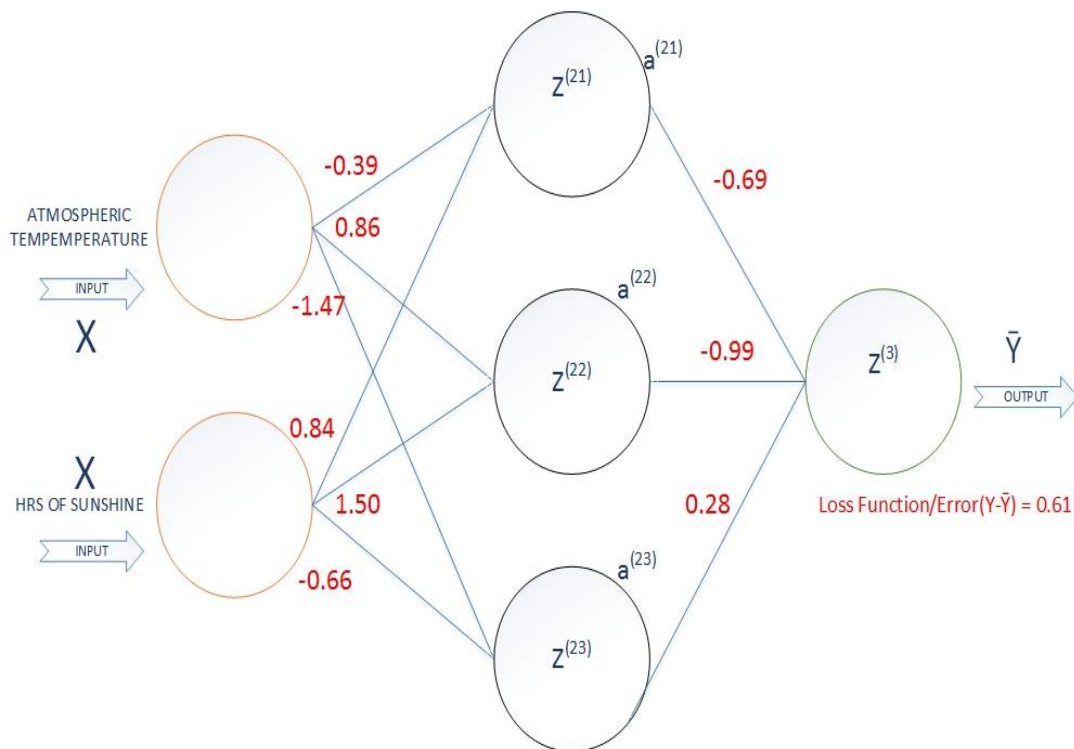 ATMOSPHERIC
TEMPEMPERATURE
INPUT
X
X
HRS OF SUNSHINE
INPUT
-0.39
0.86
-1.47
0.84
1.50
-0.66
Z(21)
a(21)
Z(22)
a(22)
Z(23)
a(23)
-0.69
-0.99
0.28
Z(3)
Ȳ
OUTPUT
Loss Function/Error(Y-Ȳ) = 0.61